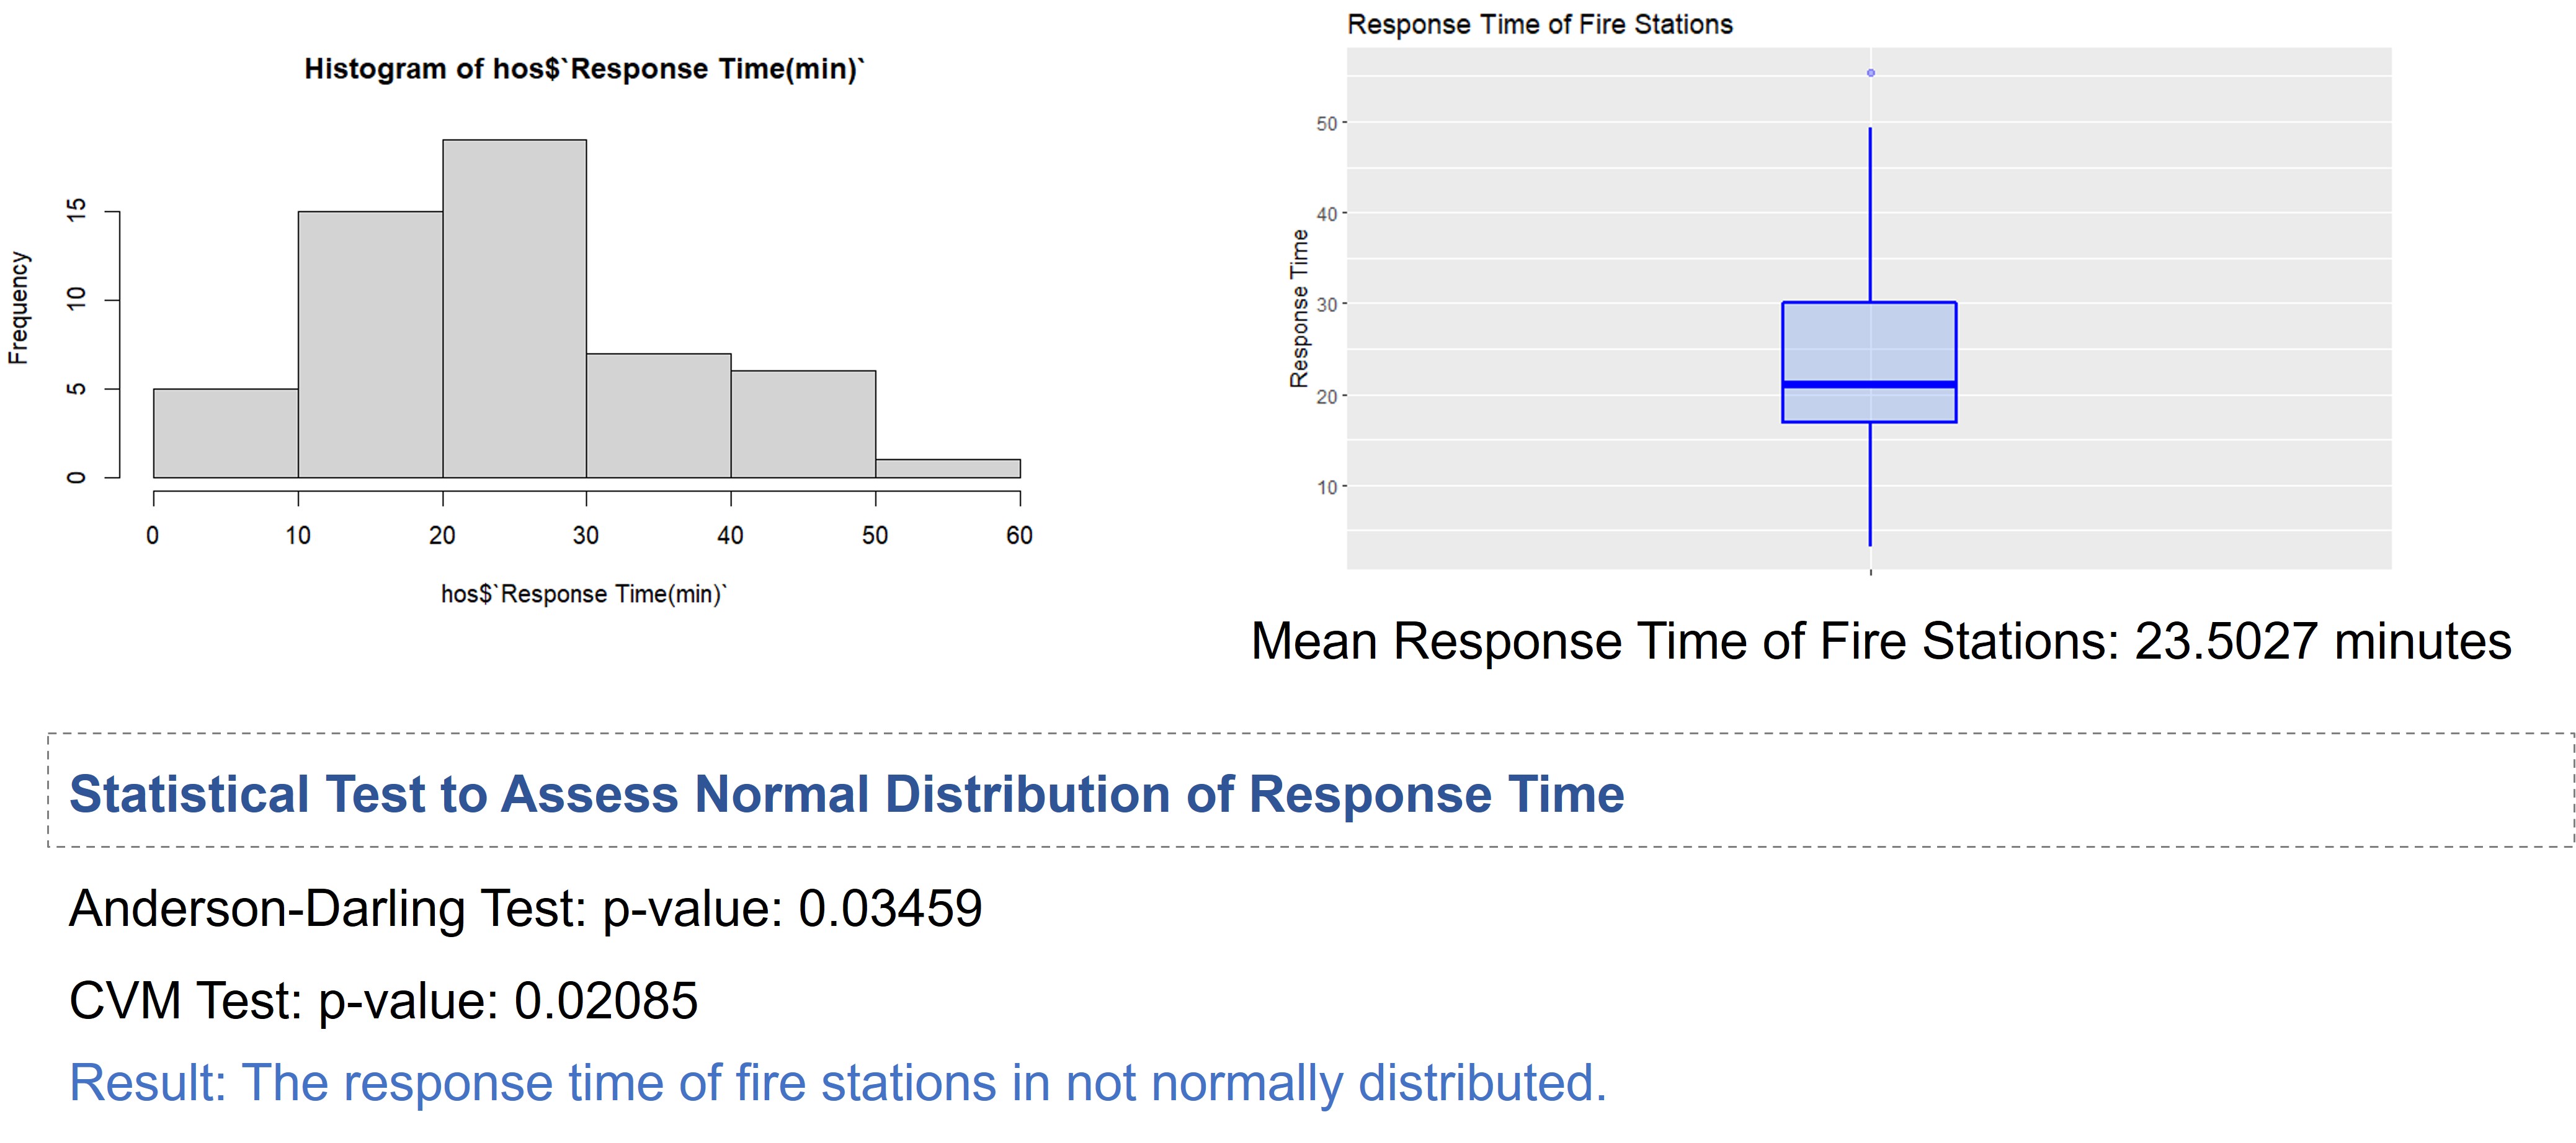 Histogram of hos$`Response Time(min)`
Frequency
15
10
5
0
0 10 20 30 40 50 60
hos$`Response Time(min)`
Response Time of Fire Stations
Response Time
50
40
30
20
10
Mean Response Time of Fire Stations: 23.5027 minutes
Statistical Test to Assess Normal Distribution of Response Time
Anderson-Darling Test: p-value: 0.03459
CVM Test: p-value: 0.02085
Result: The response time of fire stations in not normally distributed.